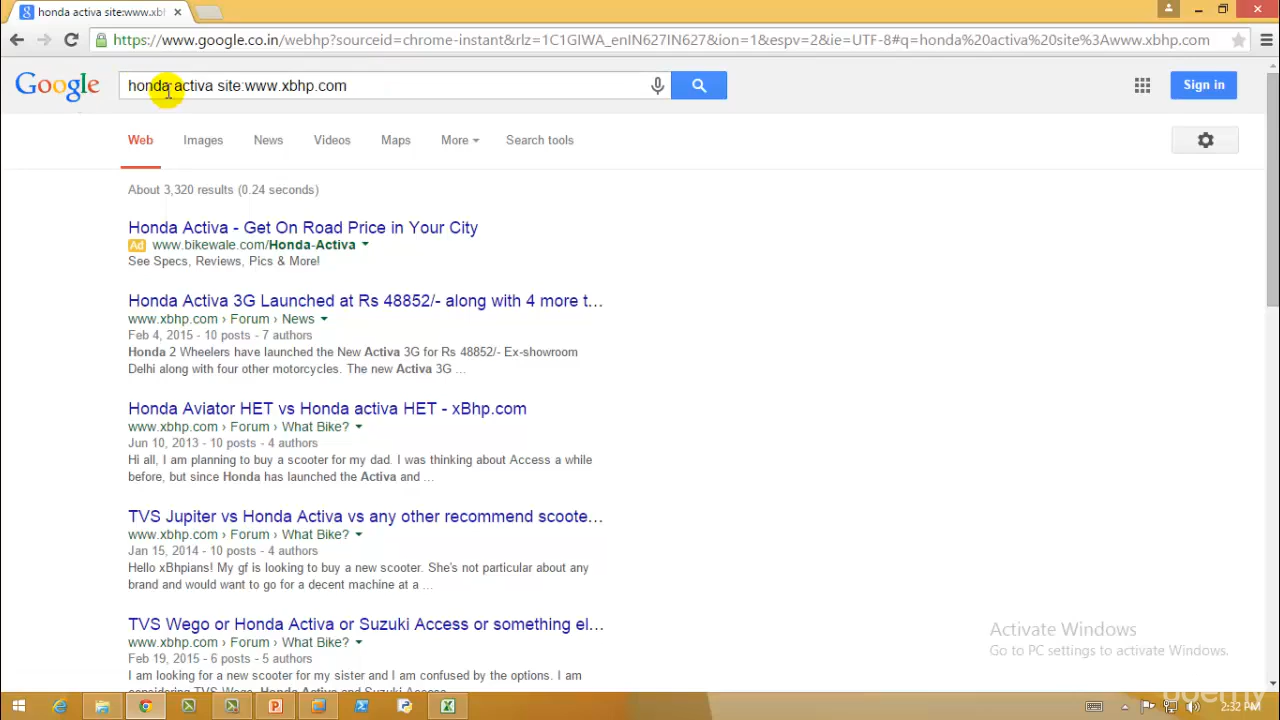 honda activa site:www.xbl
https://www.google.co.in/webhp?sourceid=chrome-instant&rlz=1C1GIWA_enIN627IN627&ion=1&espv=2&ie=UTF-8#q=honda%20activa%20site%3Awww.xbhp.com
Google honda activa site:www.xbhp.com Sign in
Web Images News Videos Maps More Search tools
About 3,320 results (0.24 seconds)
Honda Activa - Get On Road Price in Your City
Ad www.bikewale.com/Honda-Activa
See Specs, Reviews, Pics & More!
Honda Activa 3G Launched at Rs 48852/- along with 4 more t...
www.xbhp.com › Forum › News
Feb 4, 2015 - 10 posts - 7 authors
Honda 2 Wheelers have launched the New Activa 3G for Rs 48852/- Ex-showroom
Delhi along with four other motorcycles. The new Activa 3G ...
Honda Aviator HET vs Honda activa HET - xBhp.com
www.xbhp.com › Forum › What Bike?
Jun 10, 2013 - 10 posts - 4 authors
Hi all, I am planning to buy a scooter for my dad. I was thinking about Access a while
before, but since Honda has launched the Activa and ...
TVS Jupiter vs Honda Activa vs any other recommend scoote...
www.xbhp.com › Forum › What Bike?
Jan 15, 2014 - 10 posts - 4 authors
Hello xBhpians! My gf is looking to buy a new scooter. She's not particular about any
brand and would want to go for a decent machine at a ...
TVS Wego or Honda Activa or Suzuki Access or something el...
www.xbhp.com › Forum › What Bike?
Feb 19, 2015 - 6 posts - 5 authors
I am looking for a new scooter for my sister and I am confused by the options. I am
considering TVS Wego, Honda Activa and Suzuki Access.
Activate Windows
Go to PC settings to activate Windows.
udemy
2:32 PM